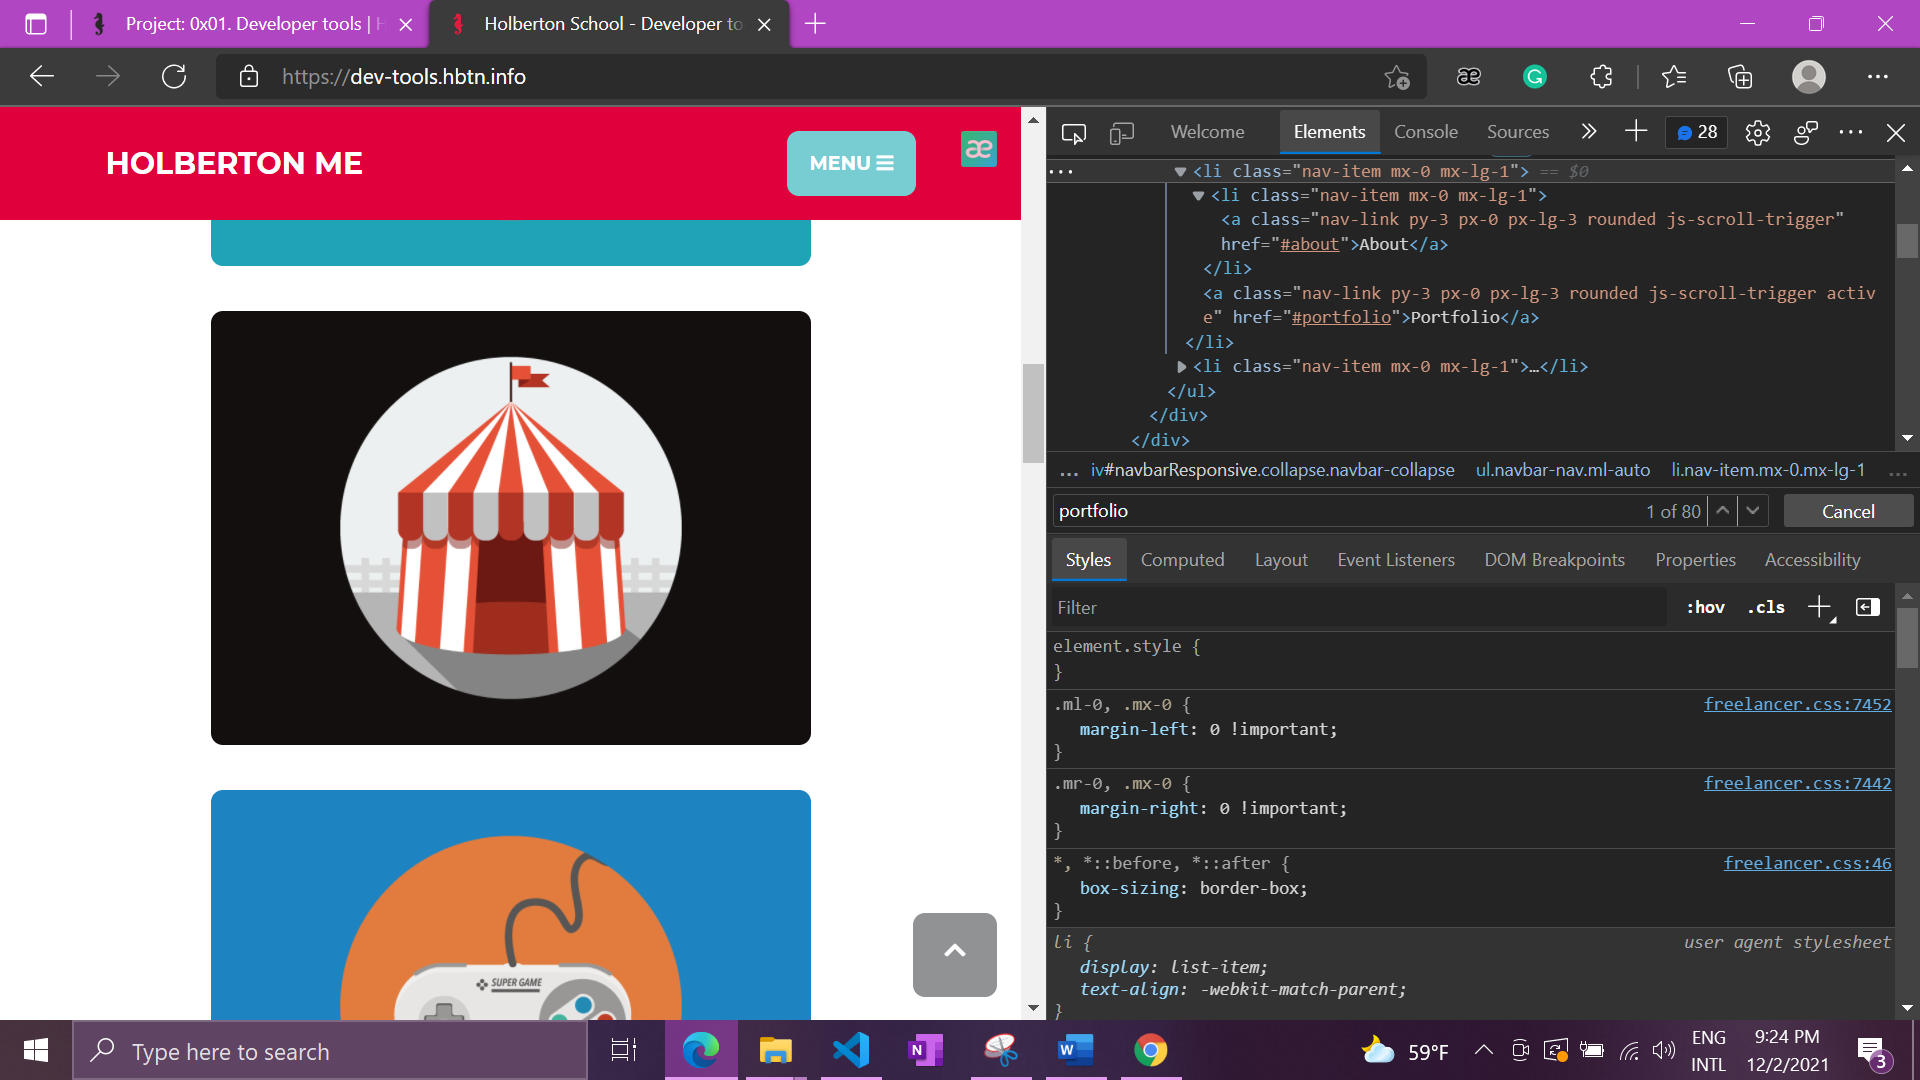 Project: 0x01. Developer tools | H
Holberton School - Developer to
https://dev-tools.hbtn.info
æ
HOLBERTON ME
MENU
æ
SUPER GAME
Welcome
Elements
Console
Sources
28
<li class="nav-item mx-0 mx-lg-1"> == $0
<li class="nav-item mx-0 mx-lg-1">
<a class="nav-link py-3 px-0 px-lg-3 rounded js-scroll-trigger"
href="#about">About</a>
</li>
<a class="nav-link py-3 px-0 px-lg-3 rounded js-scroll-trigger activ
e" href="#portfolio">Portfolio</a>
</li>
<li class="nav-item mx-0 mx-lg-1">…</li>
</ul>
</div>
</div>
... iv#navbarResponsive.collapse.navbar-collapse ul.navbar-nav.ml-auto li.nav-item.mx-0.mx-lg-1 ...
portfolio
1 of 80
Cancel
Styles
Computed
Layout
Event Listeners
DOM Breakpoints
Properties
Accessibility
Filter
:hov
.cls
element.style {
}
.ml-0, .mx-0 {
freelancer.css:7452
margin-left: 0 !important;
}
.mr-0, .mx-0 {
freelancer.css:7442
margin-right: 0 !important;
}
*, *::before, *::after {
freelancer.css:46
box-sizing: border-box;
}
li {
user agent stylesheet
display: list-item;
text-align: -webkit-match-parent;
}
Type here to search
59°F
ENG
INTL
9:24 PM
12/2/2021
3